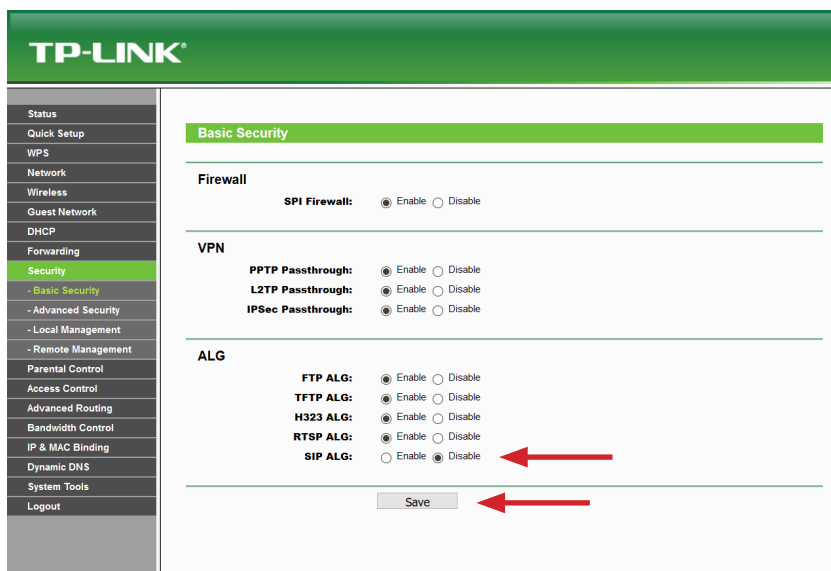 TP-LINK®
Status
Quick Setup
WPS
Network
Wireless
Guest Network
DHCP
Forwarding
Security
- Basic Security
- Advanced Security
- Local Management
- Remote Management
Parental Control
Access Control
Advanced Routing
Bandwidth Control
IP & MAC Binding
Dynamic DNS
System Tools
Logout
Basic Security
Firewall
SPI Firewall: Enable Disable
VPN
PPTP Passthrough: Enable Disable
L2TP Passthrough: Enable Disable
IPSec Passthrough: Enable Disable
ALG
FTP ALG: Enable Disable
TFTP ALG: Enable Disable
H323 ALG: Enable Disable
RTSP ALG: Enable Disable
SIP ALG: Enable Disable
Save